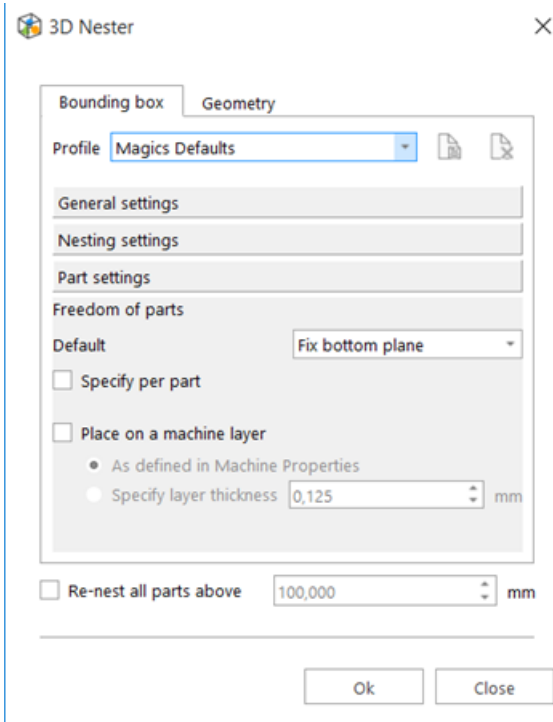 3D Nester
Bounding box Geometry
Profile Magics Defaults
General settings
Nesting settings
Part settings
Freedom of parts
Default Fix bottom plane
Specify per part
Place on a machine layer
As defined in Machine Properties
Specify layer thickness 0,125 mm
Re-nest all parts above 100,000 mm
Ok Close